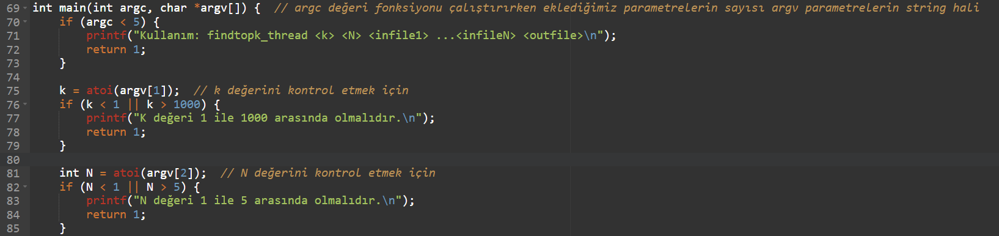 69 int main(int argc, char *argv[]) {  // argc değeri fonksiyonu çalıştırırken eklediğimiz parametrelerin sayısı argv parametrelerin string hali
70     if (argc < 5) {
71         printf("Kullanım: findtopk_thread <k> <N> <infile1> ...<infileN> <outfile>\n");
72         return 1;
73     }
74
75     k = atoi(argv[1]);  // k değerini kontrol etmek için
76     if (k < 1 || k > 1000) {
77         printf("K değeri 1 ile 1000 arasında olmalıdır.\n");
78         return 1;
79     }
80
81     int N = atoi(argv[2]);  // N değerini kontrol etmek için
82     if (N < 1 || N > 5) {
83         printf("N değeri 1 ile 5 arasında olmalıdır.\n");
84         return 1;
85     }